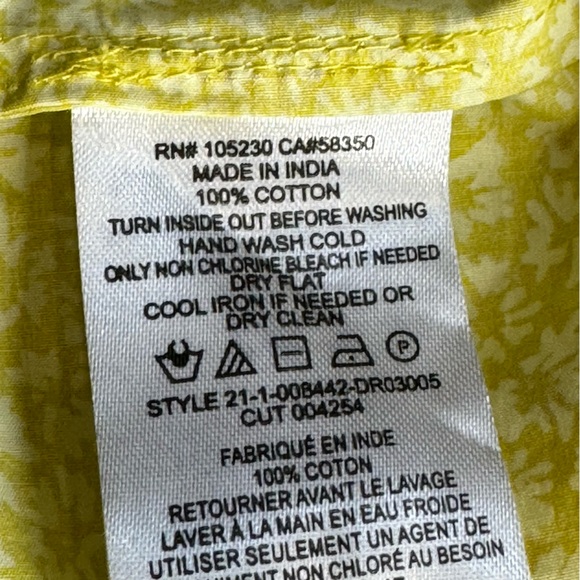 RN# 105230 CA#58350
MADE IN INDIA
100% COTTON
TURN INSIDE OUT BEFORE WASHING
HAND WASH COLD
ONLY NON CHLORINE BLEACH IF NEEDED
DRY FLAT
COOL IRON IF NEEDED OR
DRY CLEAN
P
STYLE 21-1-008442-DR03005
CUT 004254
FABRIQUÉ EN INDE
100% COTON
RETOURNER AVANT LE LAVAGE
LAVER À LA MAIN EN EAU FROIDE
UTILISER SEULEMENT UN AGENT DE
NON CHLORÉ AU BESOIN